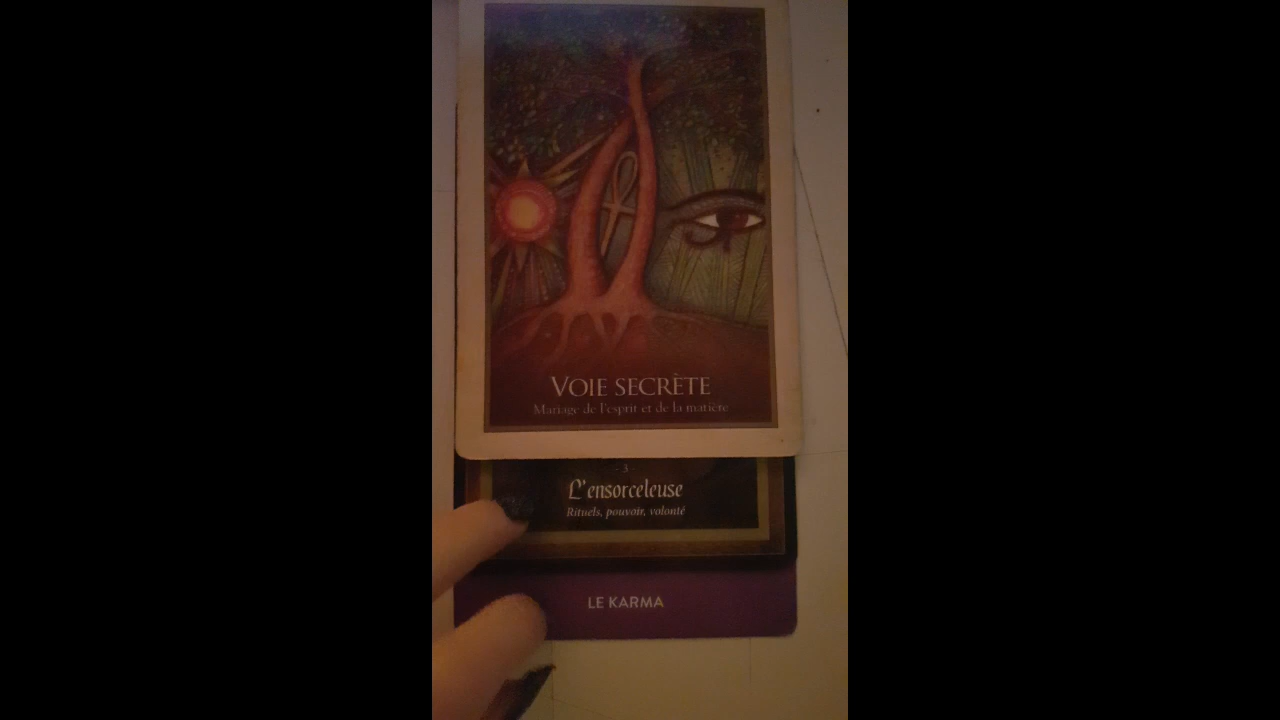 VOIE SECRÈTE
Mariage de l'esprit et de la matière
- 3 -
L'ensorceleuse
Rituels, pouvoir, volonté
LE KARMA